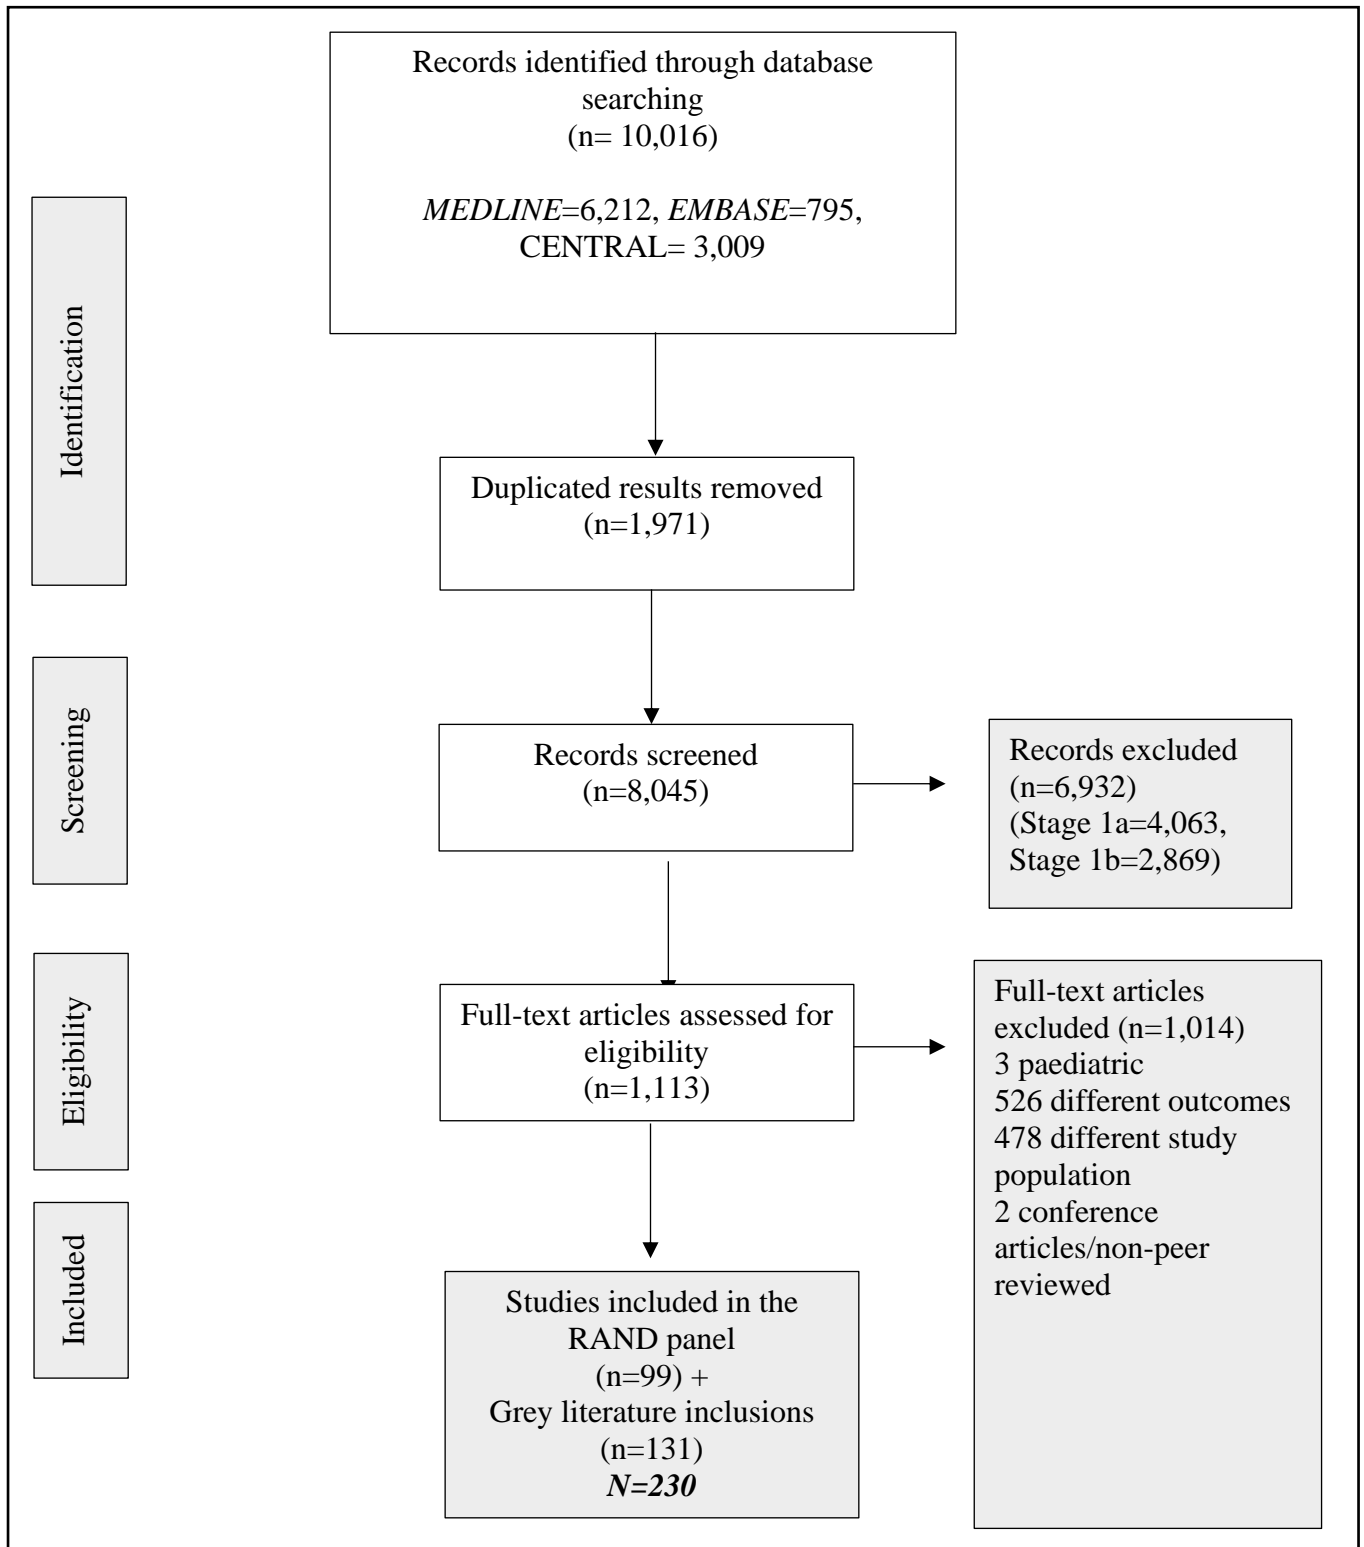 Records identified through database
searching
(n= 10,016)
MEDLINE=6,212, EMBASE=795,
CENTRAL= 3,009
Identification
Duplicated results removed
(n=1,971)
Screening
Records screened
(n=8,045)
Records excluded
(n=6,932)
(Stage 1a=4,063,
Stage 1b=2,869)
Eligibility
Full-text articles assessed for
eligibility
(n=1,113)
Full-text articles
excluded (n=1,014)
3 paediatric
526 different outcomes
478 different study
population
2 conference
articles/non-peer
reviewed
Included
Studies included in the
RAND panel
(n=99) +
Grey literature inclusions
(n=131)
N=230